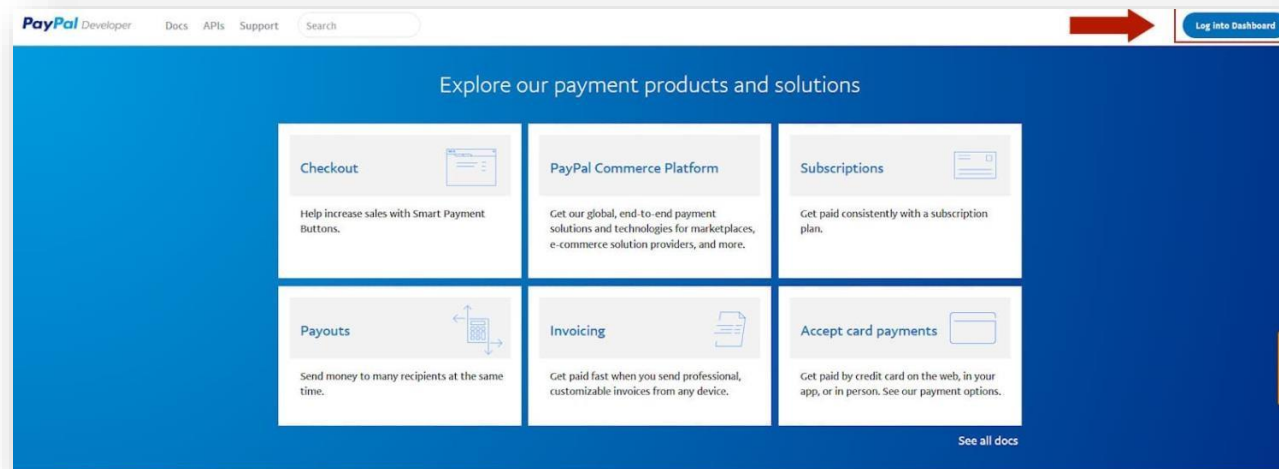 PayPal Developer Docs APIs Support Search Log into Dashboard
Explore our payment products and solutions
Checkout
Help increase sales with Smart Payment
Buttons.
PayPal Commerce Platform
Get our global, end-to-end payment
solutions and technologies for marketplaces,
e-commerce solution providers, and more.
Subscriptions
Get paid consistently with a subscription
plan.
Payouts
Send money to many recipients at the same
time.
Invoicing
Get paid fast when you send professional,
customizable invoices from any device.
Accept card payments
Get paid by credit card on the web, in your
app, or in person. See our payment options.
See all docs